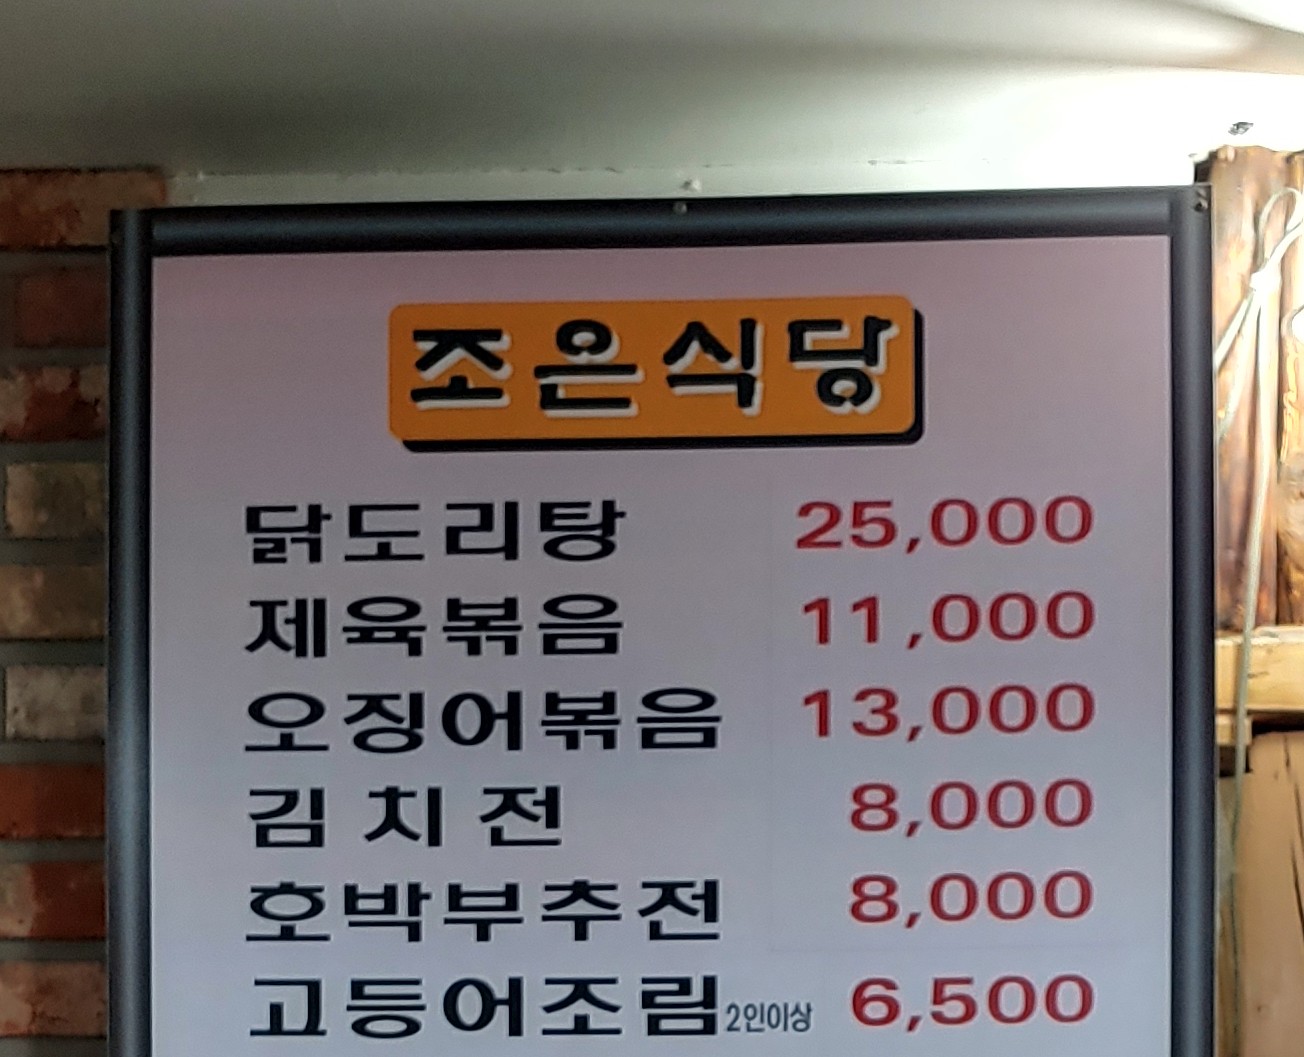 조은식당
닭도리탕 25,000
제육볶음 11,000
오징어볶음 13,000
김치전 8,000
호박부추전 8,000
고등어조림 2인이상 6,500